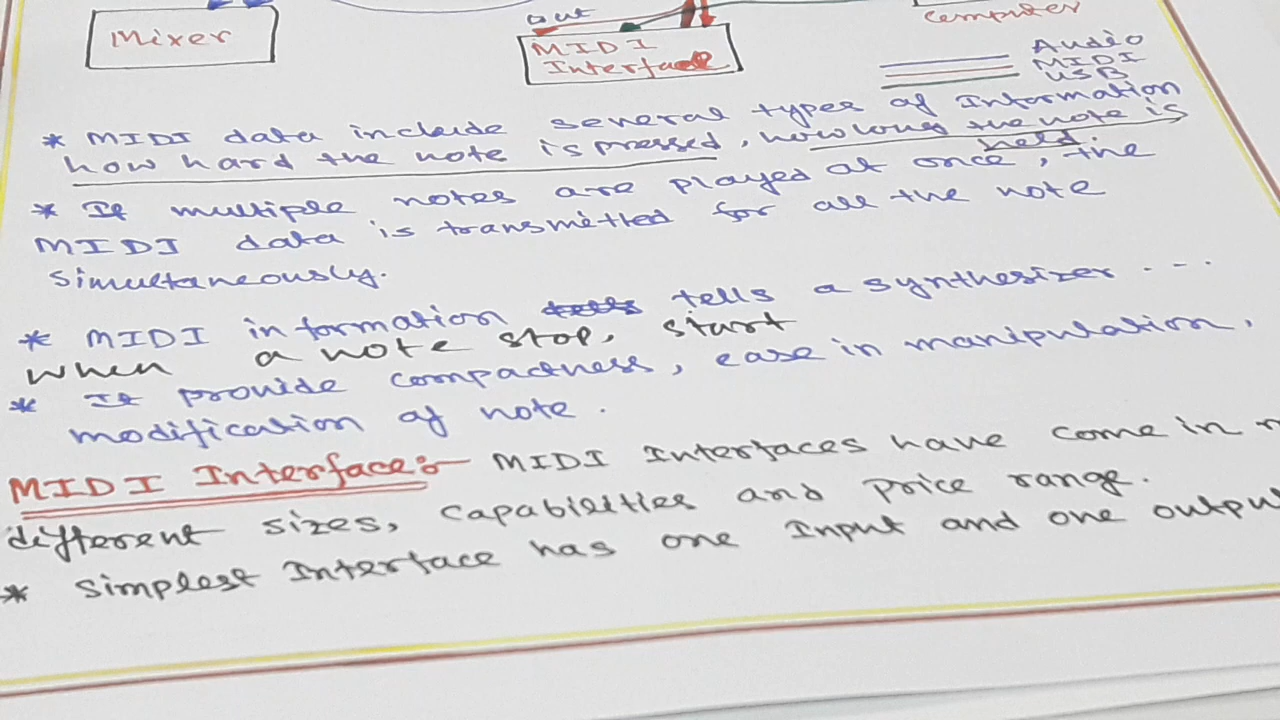 out
Computer
Mixer
MIDI
Interface
Audio
MIDI
USB
* MIDI data include several types of Information
how hard the note is pressed, how long the note is
held.
* If multiple notes are played at once, the
MIDI data is transmitted for all the note
simultaneously.
* MIDI information tells a synthesizer ...
when a note stop, start
* It provide compactness, ease in manipulation,
modification of note.
MIDI Interface:- MIDI Interfaces have come in
different sizes, capabilities and price range.
* Simplest Interface has one Input and one outpu